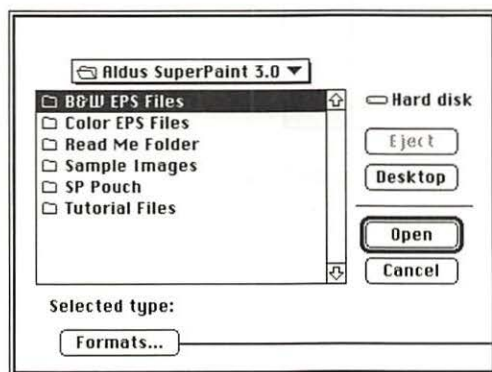 Aldus SuperPaint 3.0
B&W EPS Files
Color EPS Files
Read Me Folder
Sample Images
SP Pouch
Tutorial Files
Hard disk
Eject
Desktop
Open
Cancel
Selected type:
Formats...